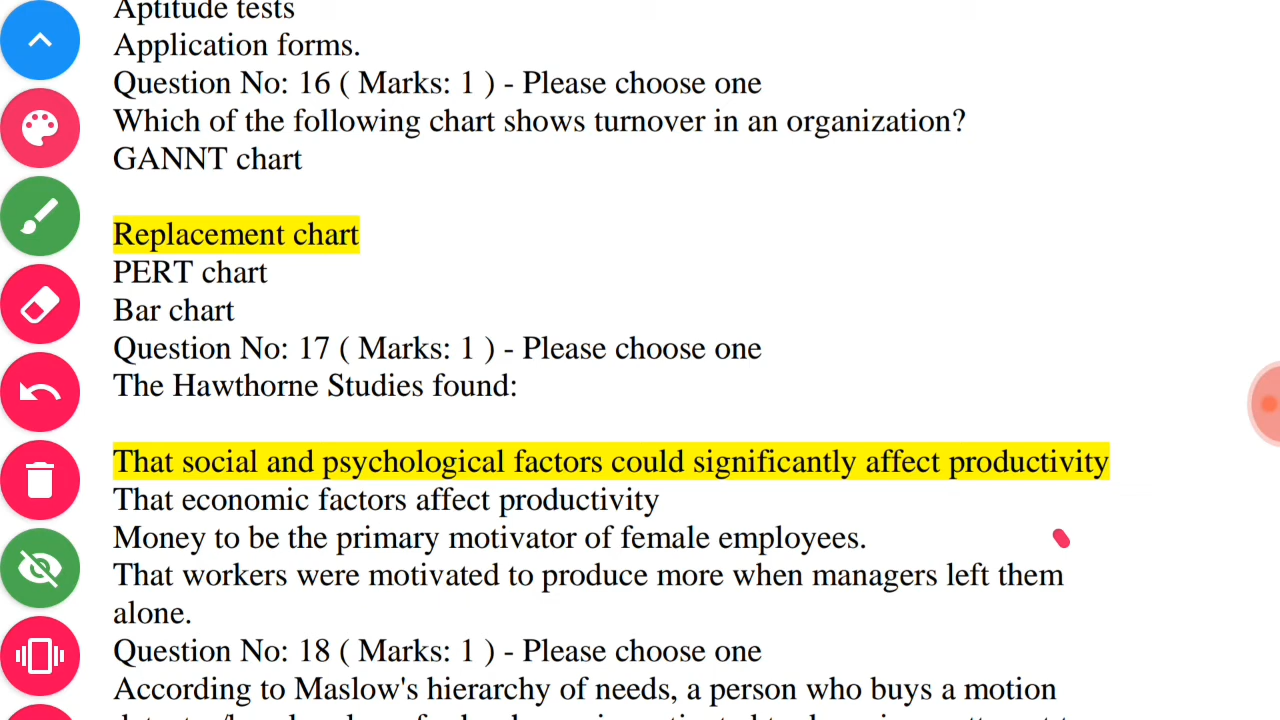 Aptitude tests
Application forms.
Question No: 16 ( Marks: 1 ) - Please choose one
Which of the following chart shows turnover in an organization?
GANNT chart
Replacement chart
PERT chart
Bar chart
Question No: 17 ( Marks: 1 ) - Please choose one
The Hawthorne Studies found:
That social and psychological factors could significantly affect productivity
That economic factors affect productivity
Money to be the primary motivator of female employees.
That workers were motivated to produce more when managers left them
alone.
Question No: 18 ( Marks: 1 ) - Please choose one
According to Maslow's hierarchy of needs, a person who buys a motion